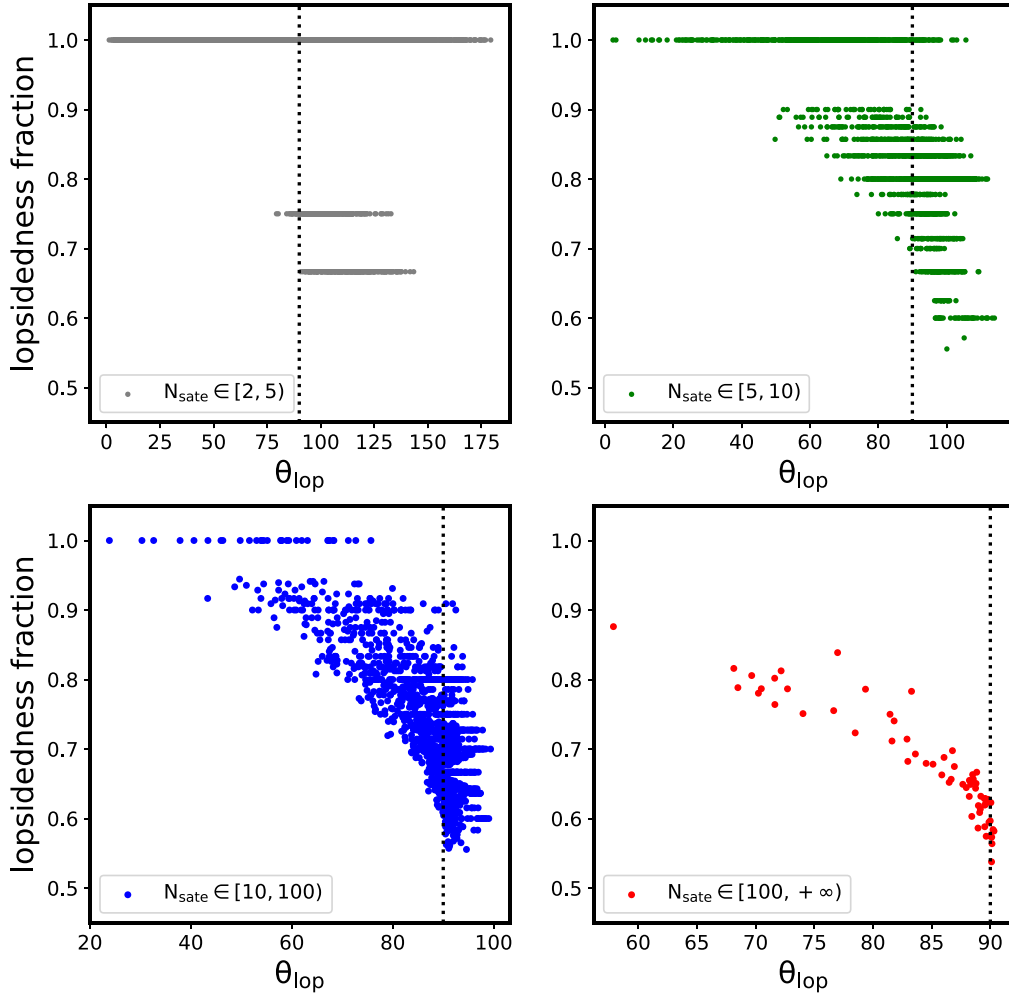 lopsidedness fraction
1.0
0.9
0.8
0.7
0.6
0.5
N_sate ∈ [2, 5)
0 25 50 75 100 125 150 175
θ_lop
1.0
0.9
0.8
0.7
0.6
0.5
N_sate ∈ [5, 10)
0 20 40 60 80 100
θ_lop
lopsidedness fraction
1.0
0.9
0.8
0.7
0.6
0.5
N_sate ∈ [10, 100)
20 40 60 80 100
θ_lop
1.0
0.9
0.8
0.7
0.6
0.5
N_sate ∈ [100, +∞)
60 65 70 75 80 85 90
θ_lop